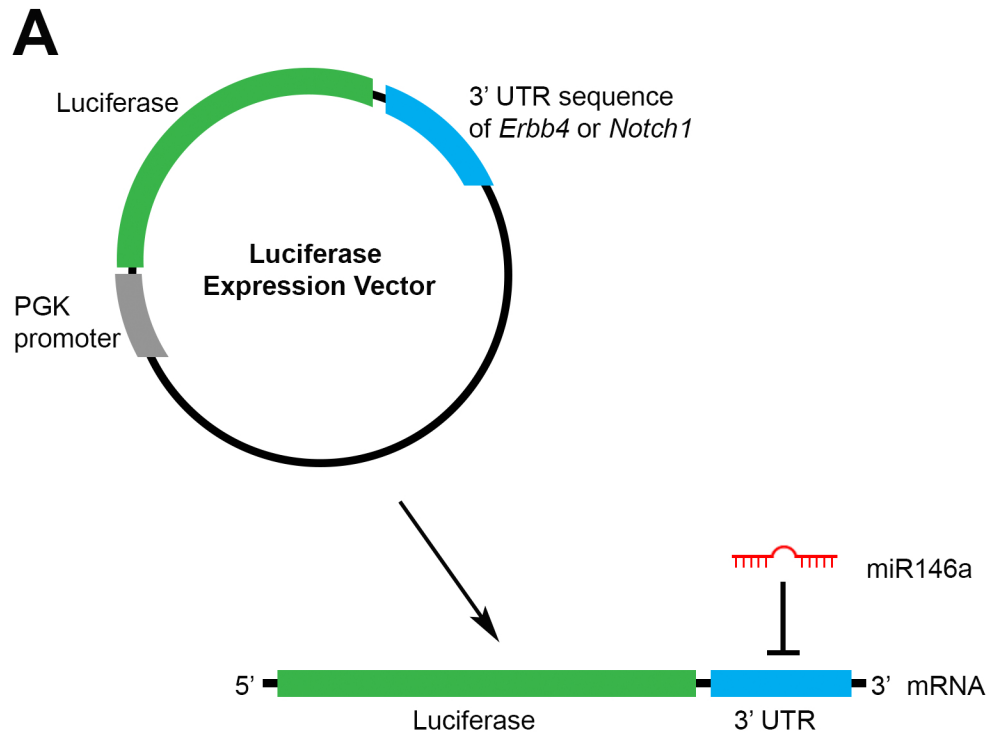 A
Luciferase
3’ UTR sequence
of Erbb4 or Notch1
Luciferase
Expression Vector
PGK
promoter
miR146a
5’
3’ mRNA
Luciferase
3’ UTR